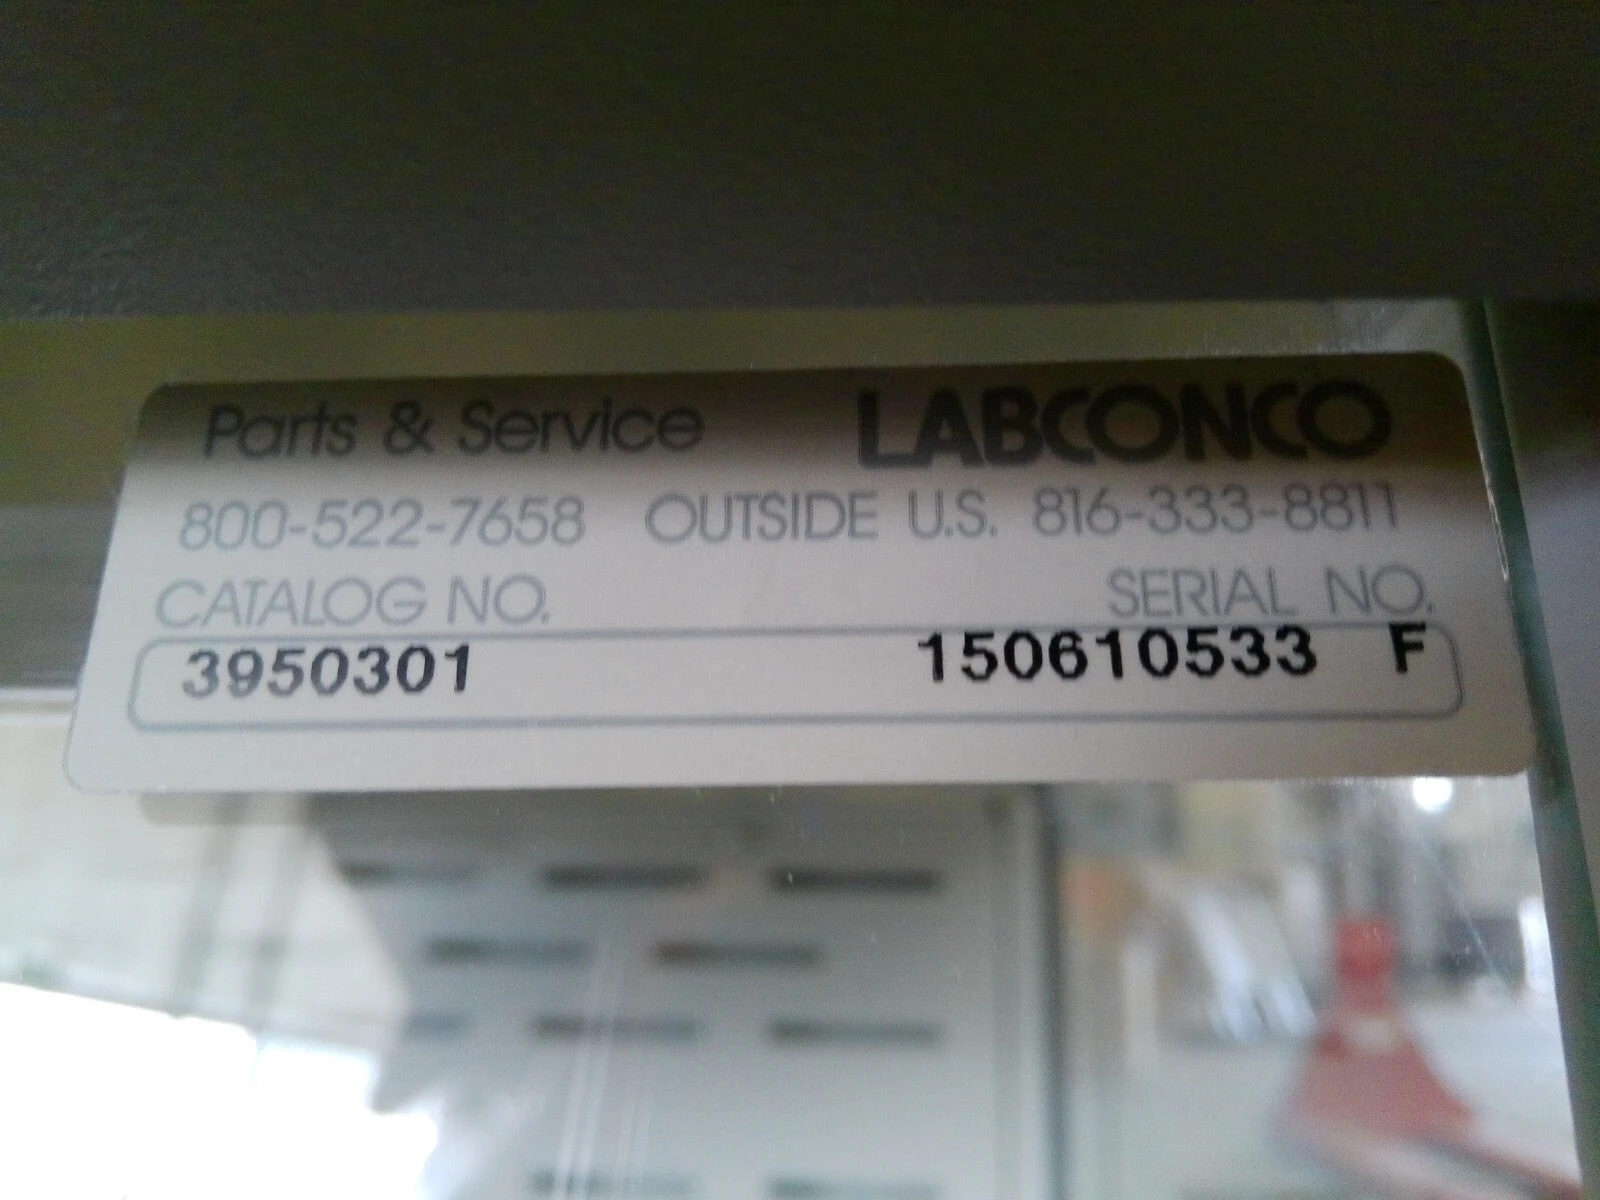 Parts & Service LABCONCO
800-522-7658 OUTSIDE U.S. 816-333-8811
CATALOG NO. SERIAL NO.
3950301 150610533 F